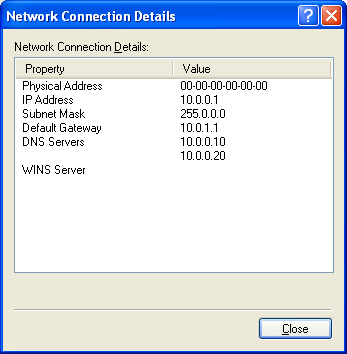 Network Connection Details
Network Connection Details:
Property Value
Physical Address 00-00-00-00-00-00
IP Address 10.0.0.1
Subnet Mask 255.0.0.0
Default Gateway 10.0.1.1
DNS Servers 10.0.0.10
10.0.0.20
WINS Server
Close